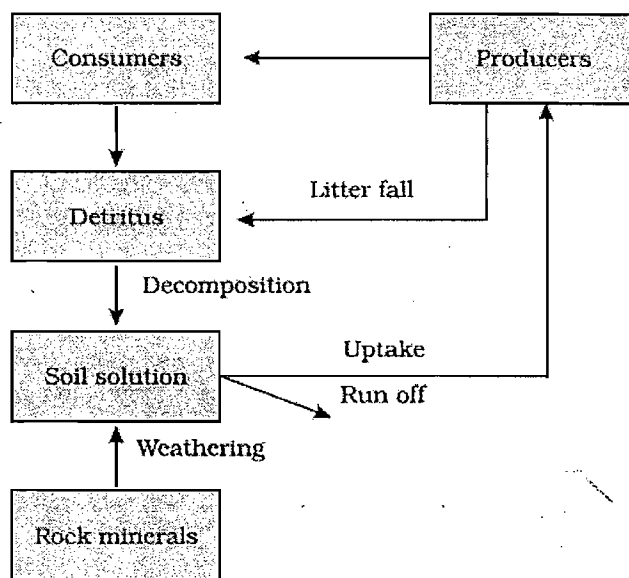 Consumers
Producers
Litter fall
Detritus
Decomposition
Uptake
Soil solution
Run off
Weathering
Rock minerals